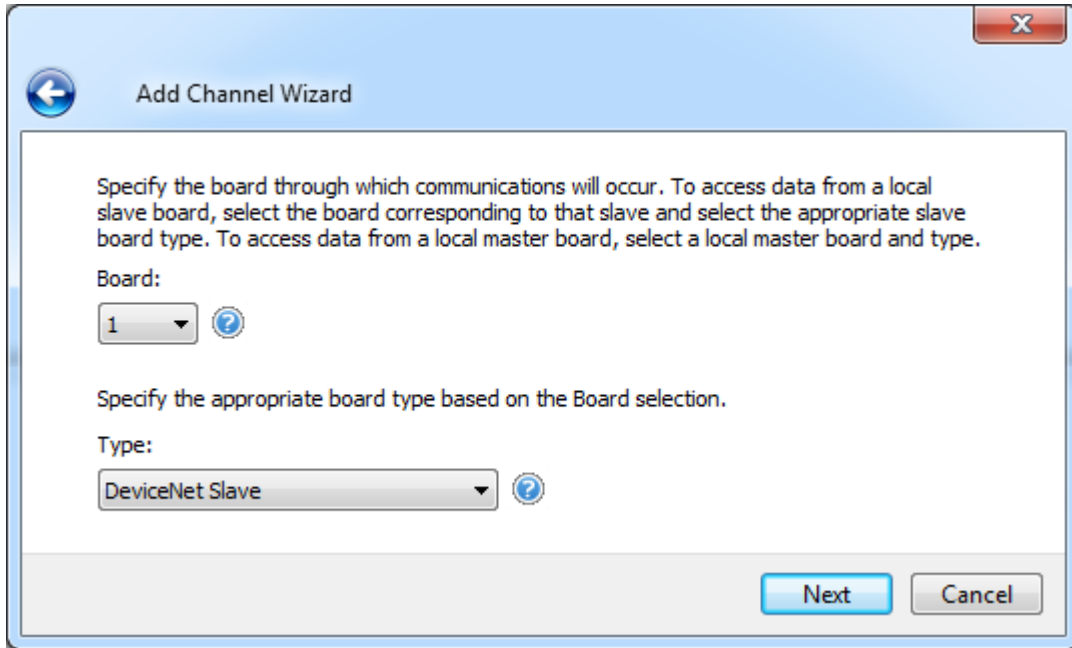 Add Channel Wizard
Specify the board through which communications will occur. To access data from a local
slave board, select the board corresponding to that slave and select the appropriate slave
board type. To access data from a local master board, select a local master board and type.
Board:
1
Specify the appropriate board type based on the Board selection.
Type:
DeviceNet Slave
Next Cancel